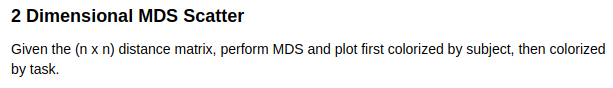 2 Dimensional MDS Scatter
Given the (n x n) distance matrix, perform MDS and plot first colorized by subject, then colorized
by task.